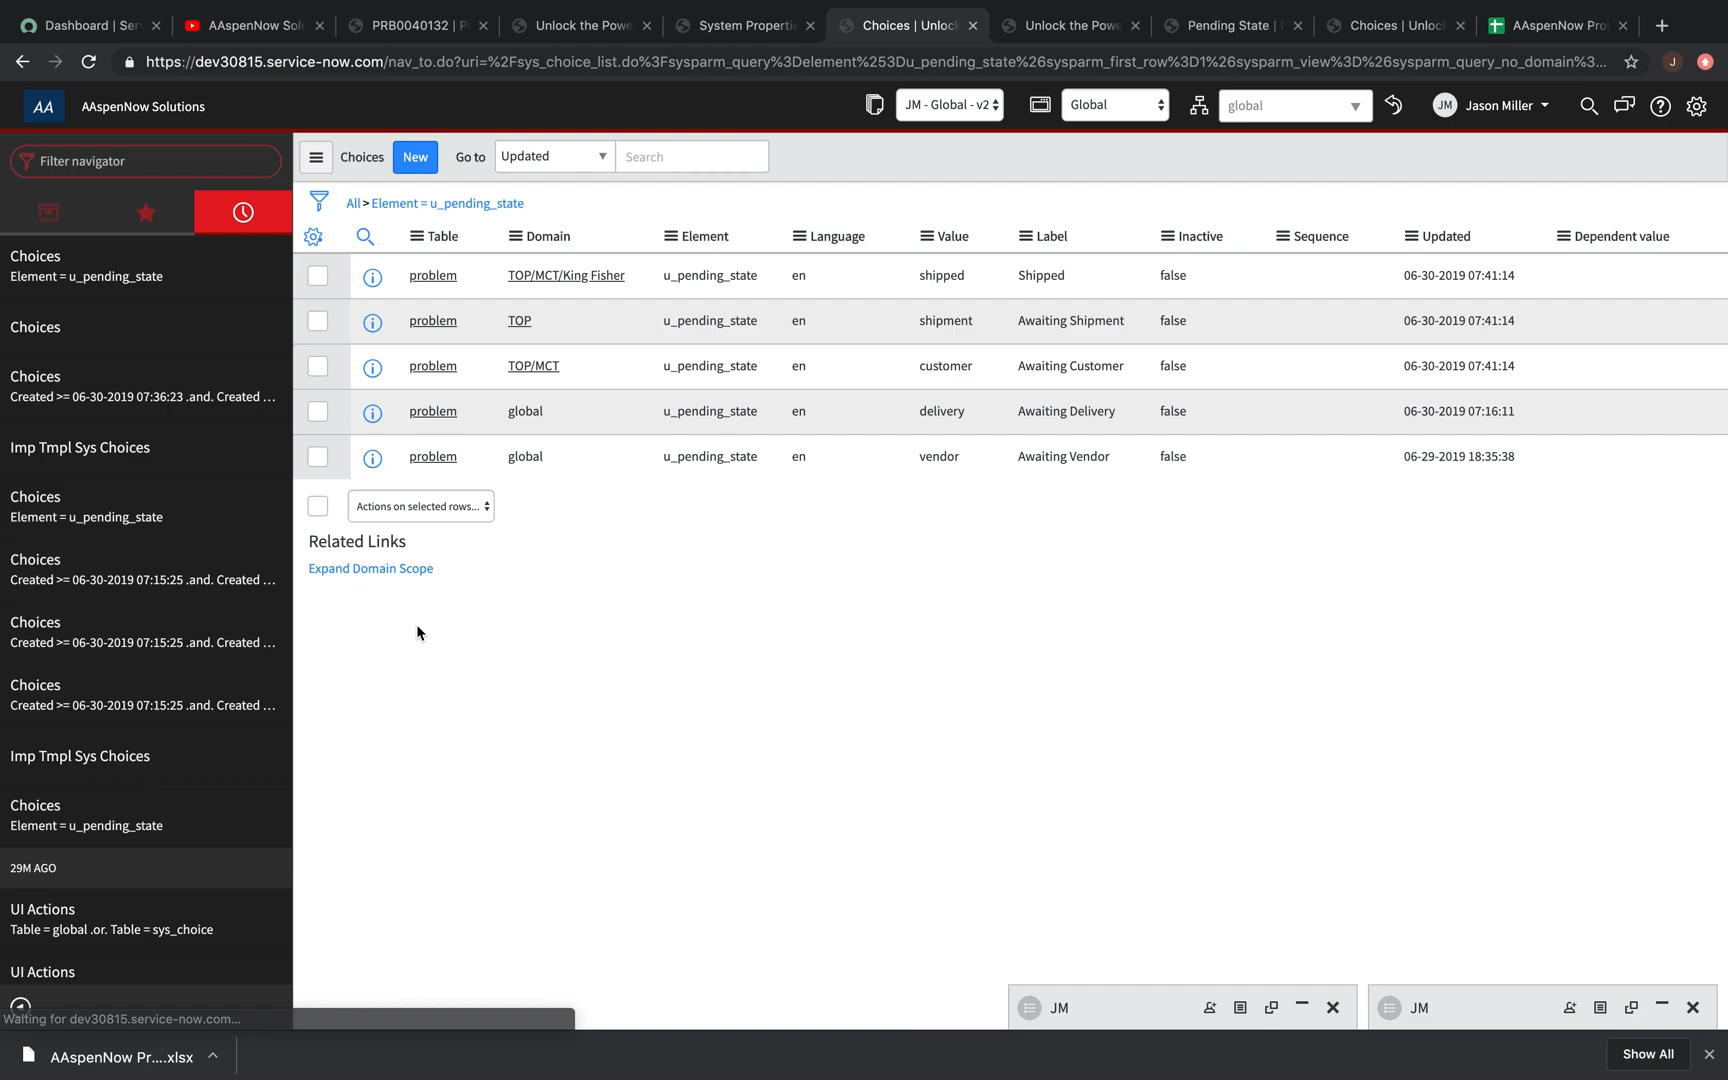 Dashboard | Ser
AAspenNow Sol
PRB0040132 | P
Unlock the Powe
System Properti
Choices | Unloc
Unlock the Powe
Pending State |
Choices | Unloc
AAspenNow Pro
https://dev30815.service-now.com/nav_to.do?uri=%2Fsys_choice_list.do%3Fsysparm_query%3Delement%253Du_pending_state%26sysparm_first_row%3D1%26sysparm_view%3D%26sysparm_query_no_domain%3...
J
AA
AAspenNow Solutions
JM - Global - v2
Global
global
JM
Jason Miller
Filter navigator
Choices
New
Go to
Updated
Search
All > Element = u_pending_state
Table Domain Element Language Value Label Inactive Sequence Updated Dependent value
problem TOP/MCT/King Fisher u_pending_state en shipped Shipped false 06-30-2019 07:41:14
problem TOP u_pending_state en shipment Awaiting Shipment false 06-30-2019 07:41:14
problem TOP/MCT u_pending_state en customer Awaiting Customer false 06-30-2019 07:41:14
problem global u_pending_state en delivery Awaiting Delivery false 06-30-2019 07:16:11
problem global u_pending_state en vendor Awaiting Vendor false 06-29-2019 18:35:38
Actions on selected rows...
Related Links
Expand Domain Scope
Choices
Element = u_pending_state
Choices
Choices
Created >= 06-30-2019 07:36:23 .and. Created ...
Imp Tmpl Sys Choices
Choices
Element = u_pending_state
Choices
Created >= 06-30-2019 07:15:25 .and. Created ...
Choices
Created >= 06-30-2019 07:15:25 .and. Created ...
Choices
Created >= 06-30-2019 07:15:25 .and. Created ...
Imp Tmpl Sys Choices
Choices
Element = u_pending_state
29M AGO
UI Actions
Table = global .or. Table = sys_choice
UI Actions
Waiting for dev30815.service-now.com...
JM
JM
AAspenNow Pr....xlsx
Show All